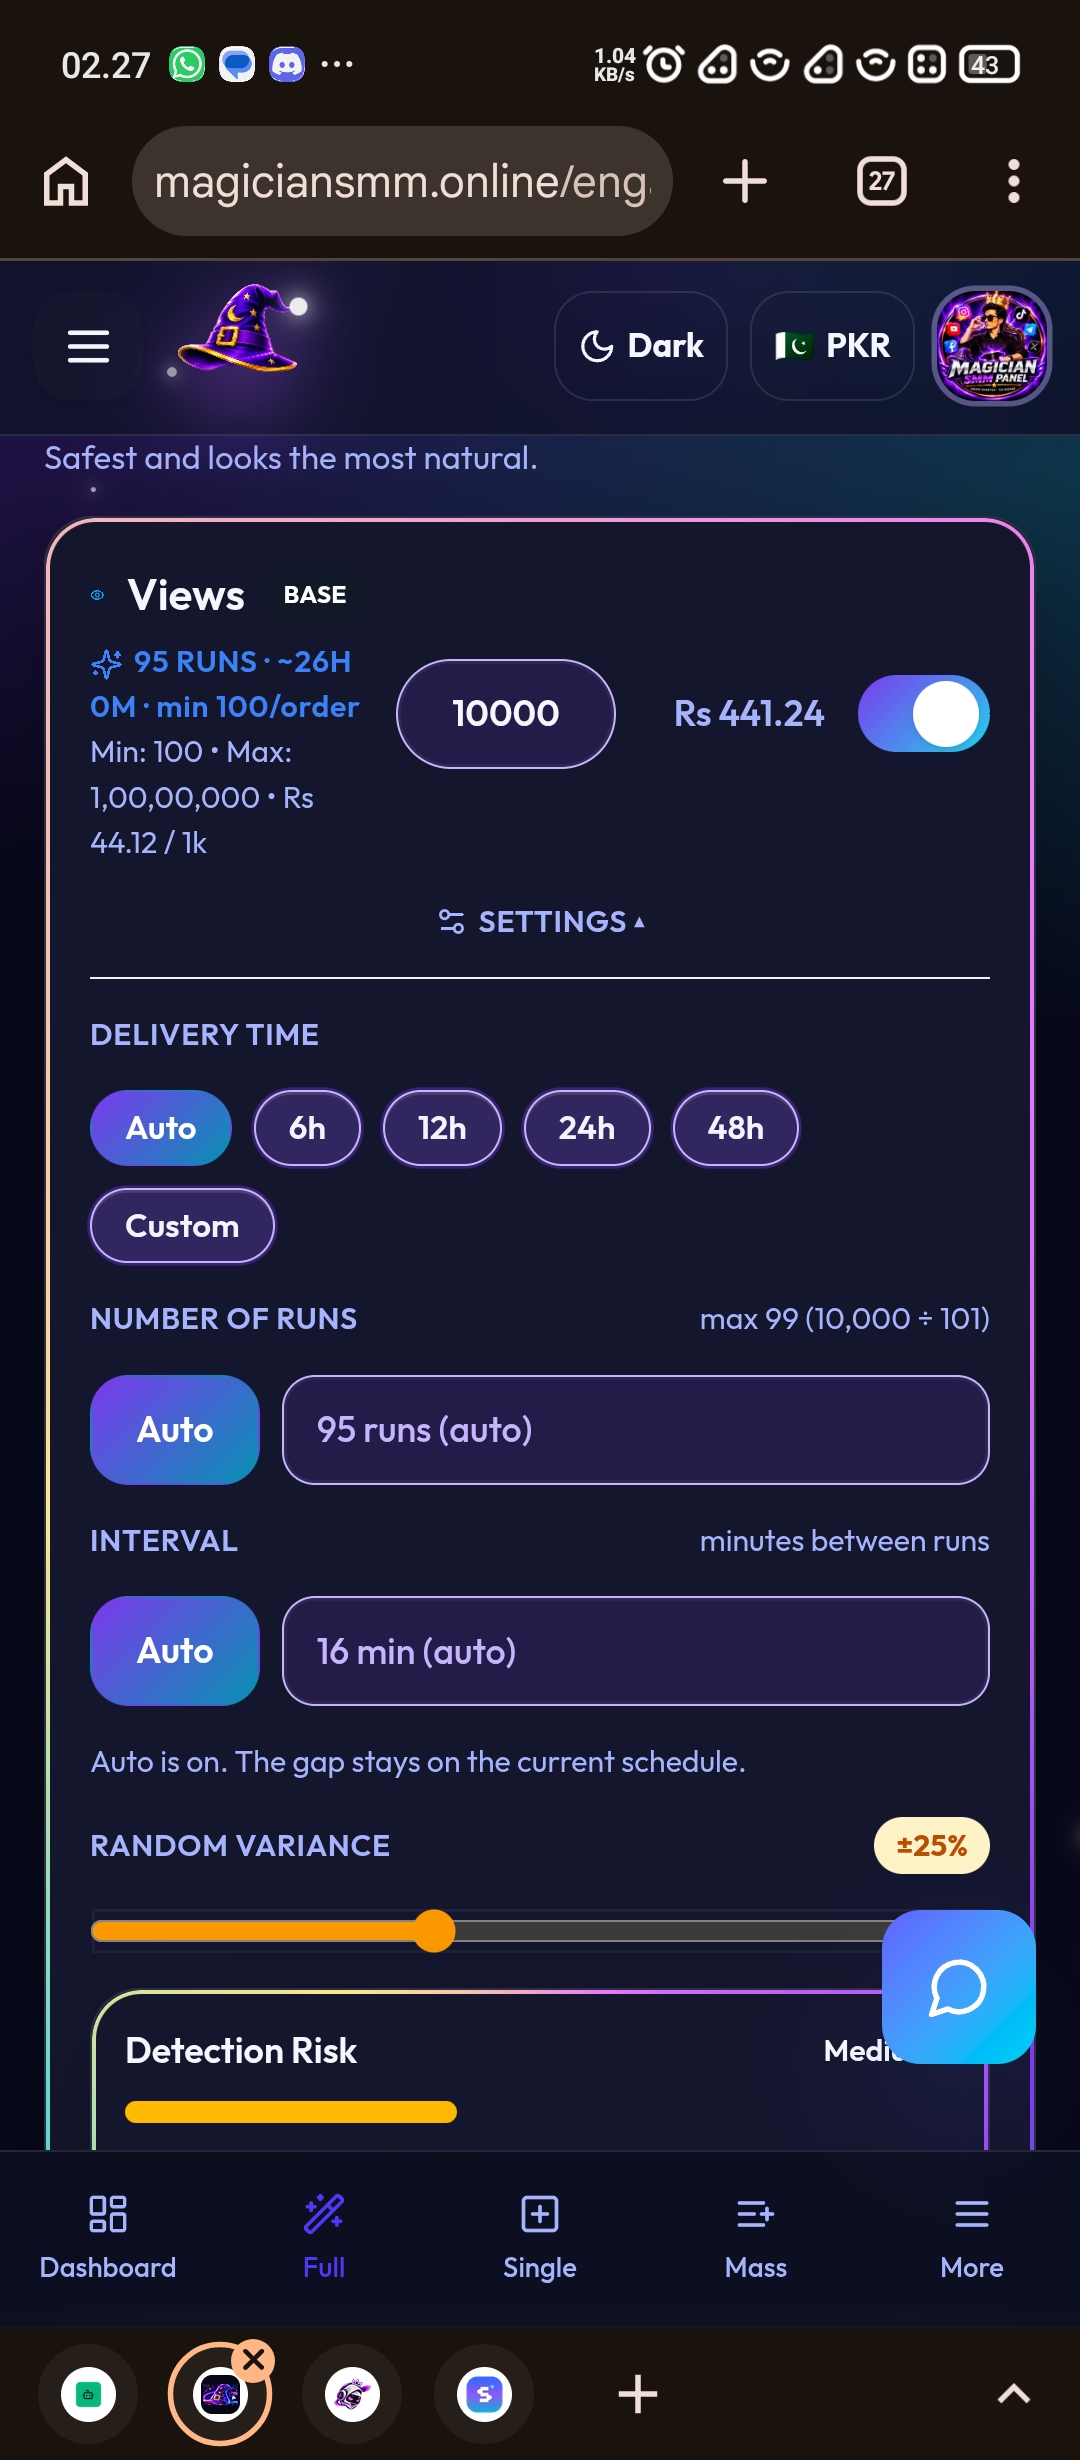 02.27
1.04 KB/s
43
magiciansmm.online/eng
27
Dark
PKR
MAGICIAN
SMM PANEL
Safest and looks the most natural.
Views BASE
95 RUNS · ~26H
0M · min 100/order
Min: 100 • Max:
1,00,00,000 • Rs
44.12 / 1k
10000
Rs 441.24
SETTINGS ▴
DELIVERY TIME
Auto 6h 12h 24h 48h
Custom
NUMBER OF RUNS max 99 (10,000 ÷ 101)
Auto 95 runs (auto)
INTERVAL minutes between runs
Auto 16 min (auto)
Auto is on. The gap stays on the current schedule.
RANDOM VARIANCE ±25%
Detection Risk
Dashboard Full Single Mass More